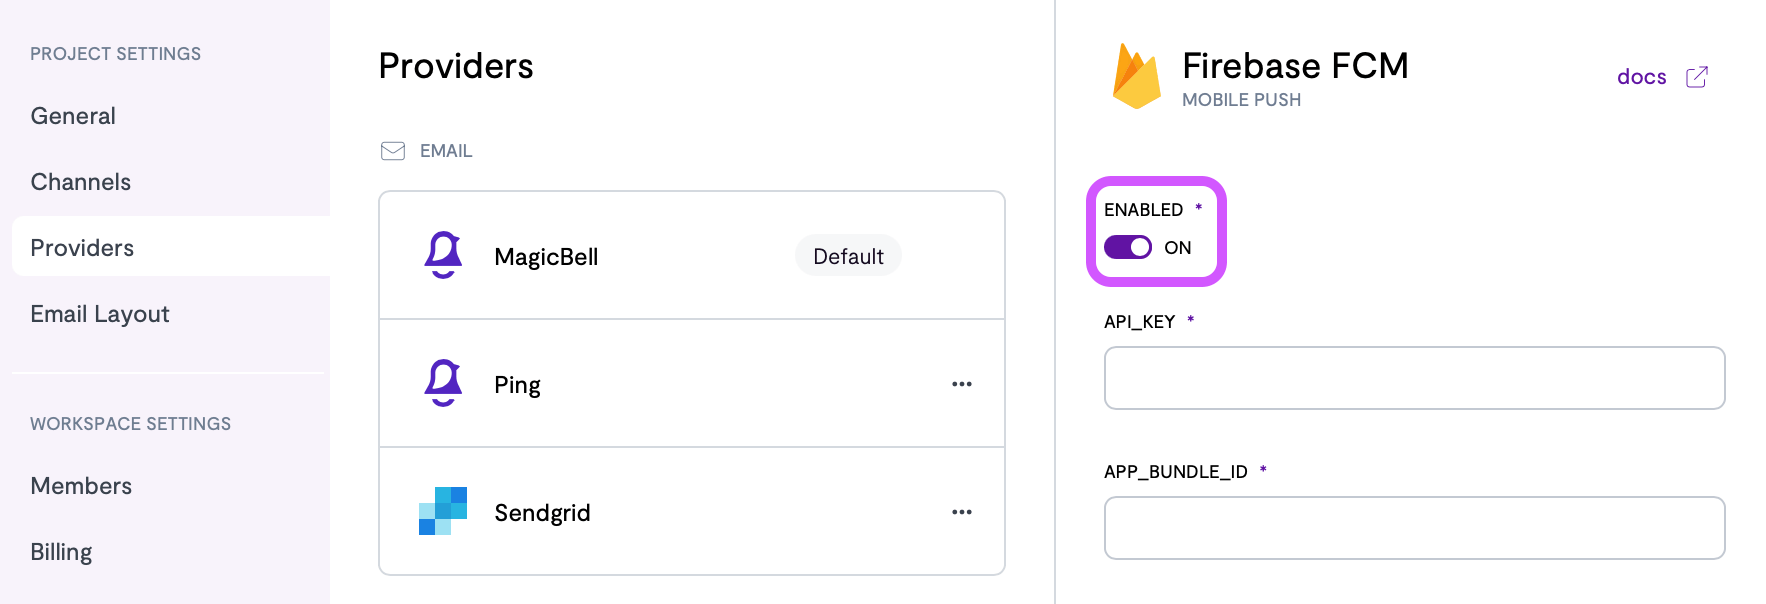 PROJECT SETTINGS
General
Channels
Providers
Email Layout
WORKSPACE SETTINGS
Members
Billing
Providers
EMAIL
MagicBell
Default
Ping
Sendgrid
Firebase FCM
MOBILE PUSH
docs
ENABLED *
ON
API_KEY *
APP_BUNDLE_ID *